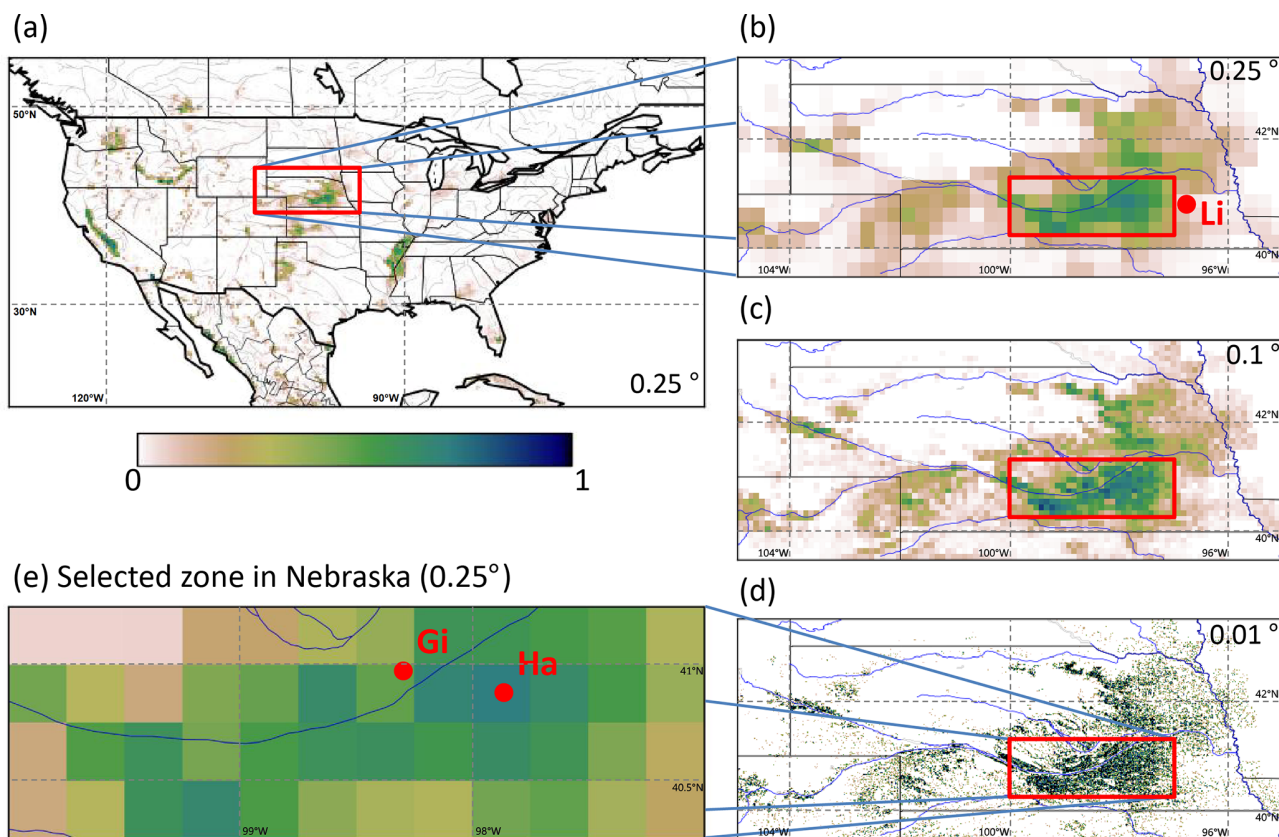 (a)
50°N
30°N
120°W
90°W
0.25 °
0
1
(b)
0.25 °
42°N
Li
104°W
100°W
96°W
40°N
(c)
0.1 °
42°N
104°W
100°W
96°W
40°N
(e) Selected zone in Nebraska (0.25°)
Gi
Ha
41°N
40.5°N
99°W
98°W
(d)
0.01 °
42°N
104°W
100°W
96°W
40°N